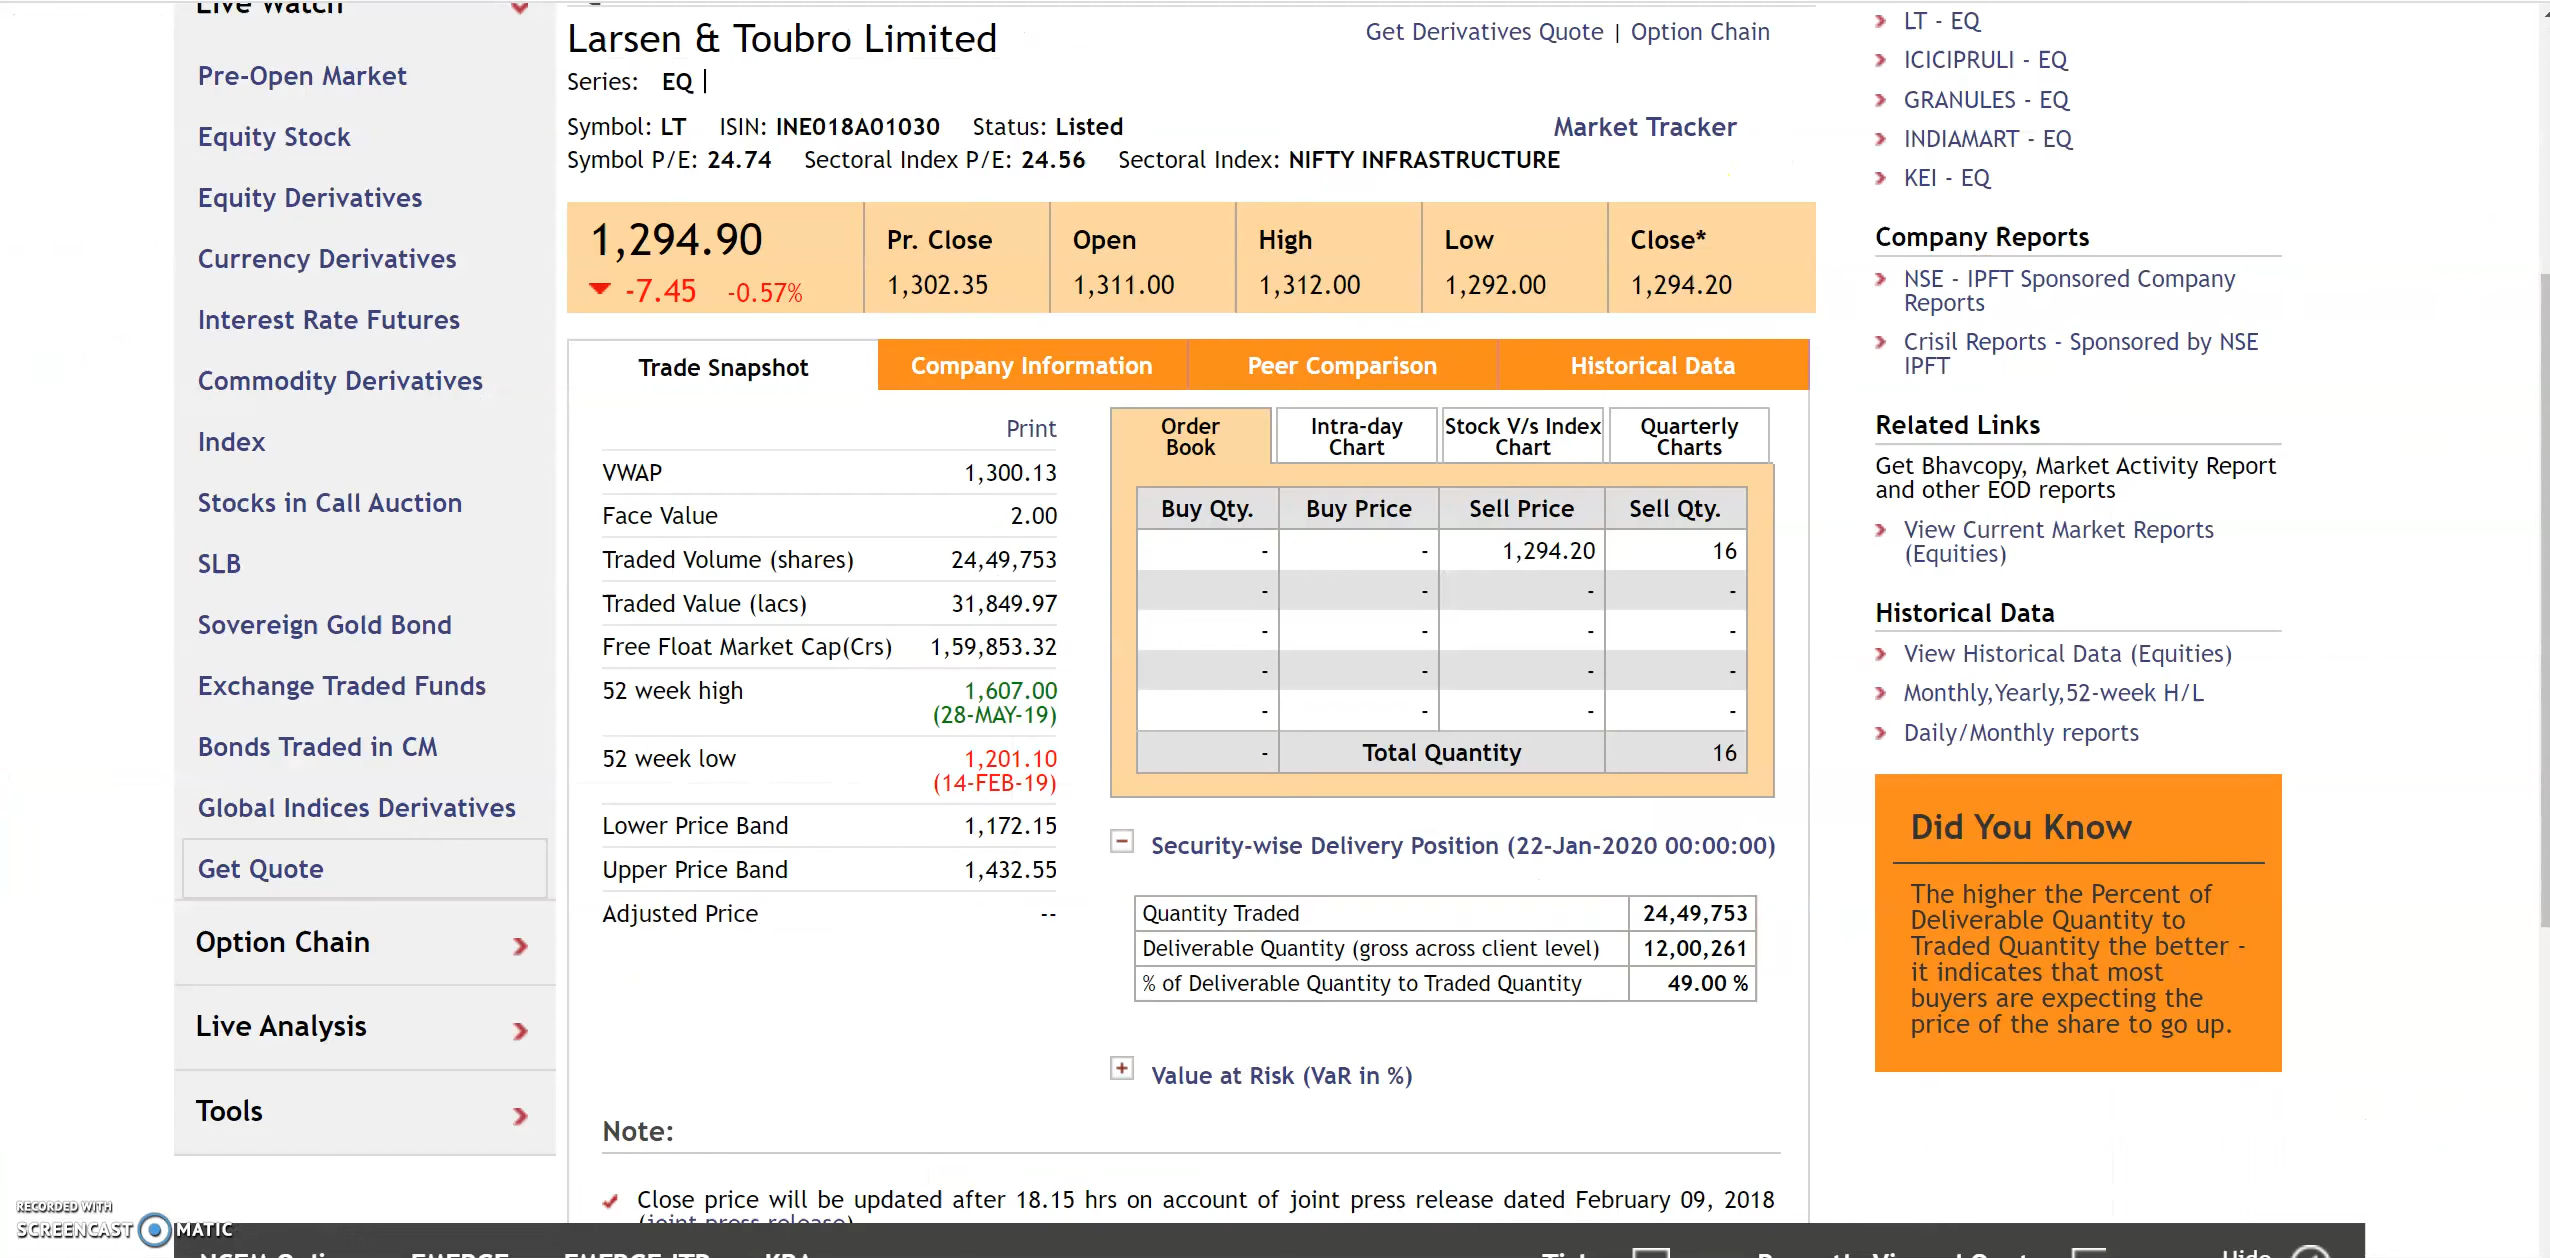 Live Watch
Pre-Open Market
Equity Stock
Equity Derivatives
Currency Derivatives
Interest Rate Futures
Commodity Derivatives
Index
Stocks in Call Auction
SLB
Sovereign Gold Bond
Exchange Traded Funds
Bonds Traded in CM
Global Indices Derivatives
Get Quote
Option Chain
Live Analysis
Tools
Larsen & Toubro Limited
Get Derivatives Quote | Option Chain
Series: EQ |
Symbol: LT ISIN: INE018A01030 Status: Listed
Market Tracker
Symbol P/E: 24.74 Sectoral Index P/E: 24.56 Sectoral Index: NIFTY INFRASTRUCTURE
1,294.90 Pr. Close Open High Low Close*
-7.45 -0.57% 1,302.35 1,311.00 1,312.00 1,292.00 1,294.20
Trade Snapshot Company Information Peer Comparison Historical Data
Print
VWAP 1,300.13
Face Value 2.00
Traded Volume (shares) 24,49,753
Traded Value (lacs) 31,849.97
Free Float Market Cap(Crs) 1,59,853.32
52 week high 1,607.00
(28-MAY-19)
52 week low 1,201.10
(14-FEB-19)
Lower Price Band 1,172.15
Upper Price Band 1,432.55
Adjusted Price --
Order Book
Intra-day Chart
Stock V/s Index Chart
Quarterly Charts
Buy Qty. Buy Price Sell Price Sell Qty.
- - 1,294.20 16
- - - -
- - - -
- - - -
- - - -
- Total Quantity 16
Security-wise Delivery Position (22-Jan-2020 00:00:00)
Quantity Traded 24,49,753
Deliverable Quantity (gross across client level) 12,00,261
% of Deliverable Quantity to Traded Quantity 49.00 %
Value at Risk (VaR in %)
Note:
Close price will be updated after 18.15 hrs on account of joint press release dated February 09, 2018
(joint press release)
LT - EQ
ICICIPRULI - EQ
GRANULES - EQ
INDIAMART - EQ
KEI - EQ
Company Reports
NSE - IPFT Sponsored Company
Reports
Crisil Reports - Sponsored by NSE
IPFT
Related Links
Get Bhavcopy, Market Activity Report
and other EOD reports
View Current Market Reports
(Equities)
Historical Data
View Historical Data (Equities)
Monthly,Yearly,52-week H/L
Daily/Monthly reports
Did You Know
The higher the Percent of
Deliverable Quantity to
Traded Quantity the better -
it indicates that most
buyers are expecting the
price of the share to go up.
RECORDED WITH
SCREENCAST MATIC
EMERGE
Hide